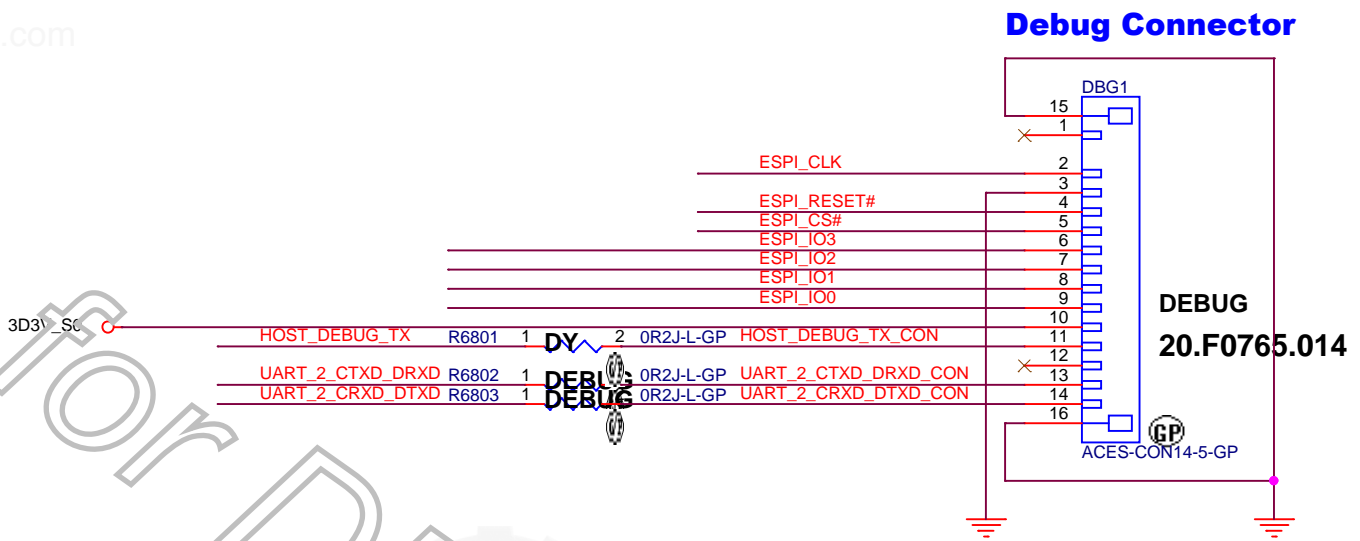 .com
Debug Connector
DBG1
15
1
ESPI_CLK 2
3
ESPI_RESET# 4
ESPI_CS# 5
ESPI_IO3 6
ESPI_IO2 7
ESPI_IO1 8
ESPI_IO0 9
DEBUG
3D3V_S0 10
HOST_DEBUG_TX R6801 1 DY 2 0R2J-L-GP HOST_DEBUG_TX_CON 11
20.F0765.014
12
UART_2_CTXD_DRXD R6802 1 DEBUG 0R2J-L-GP UART_2_CTXD_DRXD_CON 13
UART_2_CRXD_DTXD R6803 1 DEBUG 0R2J-L-GP UART_2_CRXD_DTXD_CON 14
16
GP
ACES-CON14-5-GP
for